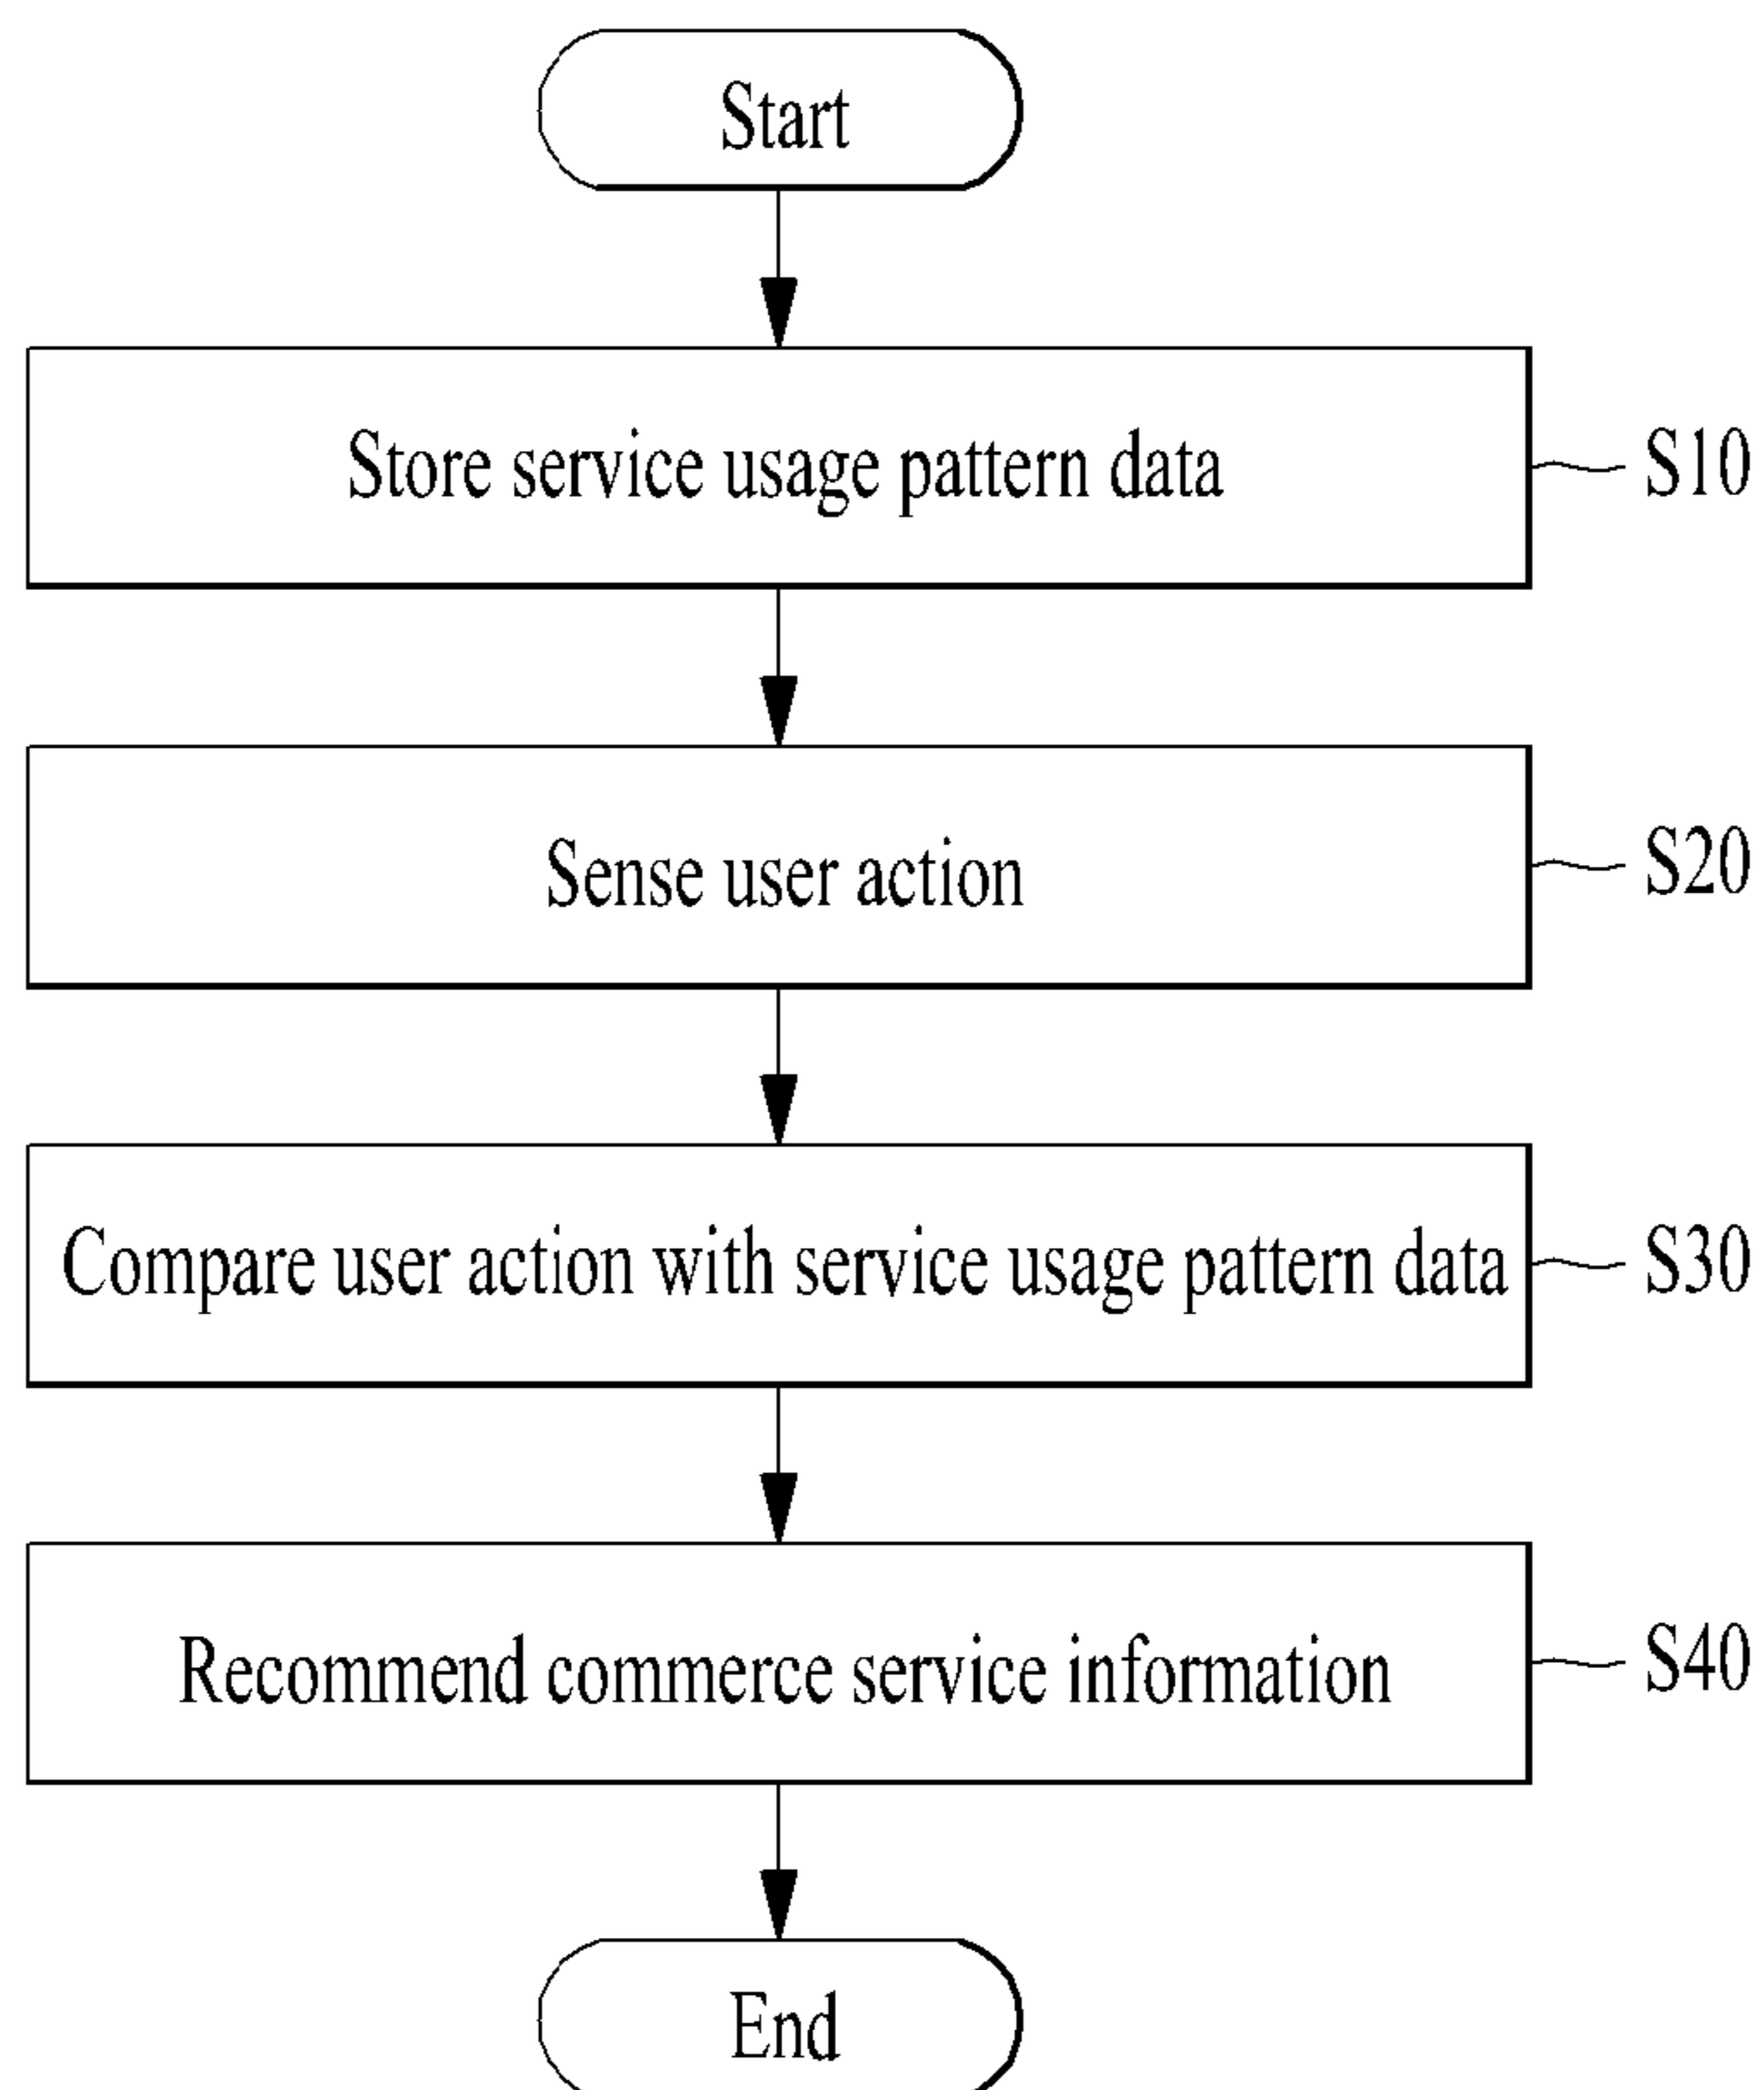 Start
Store service usage pattern data
S10
Sense user action
S20
Compare user action with service usage pattern data
S30
Recommend commerce service information
S40
End